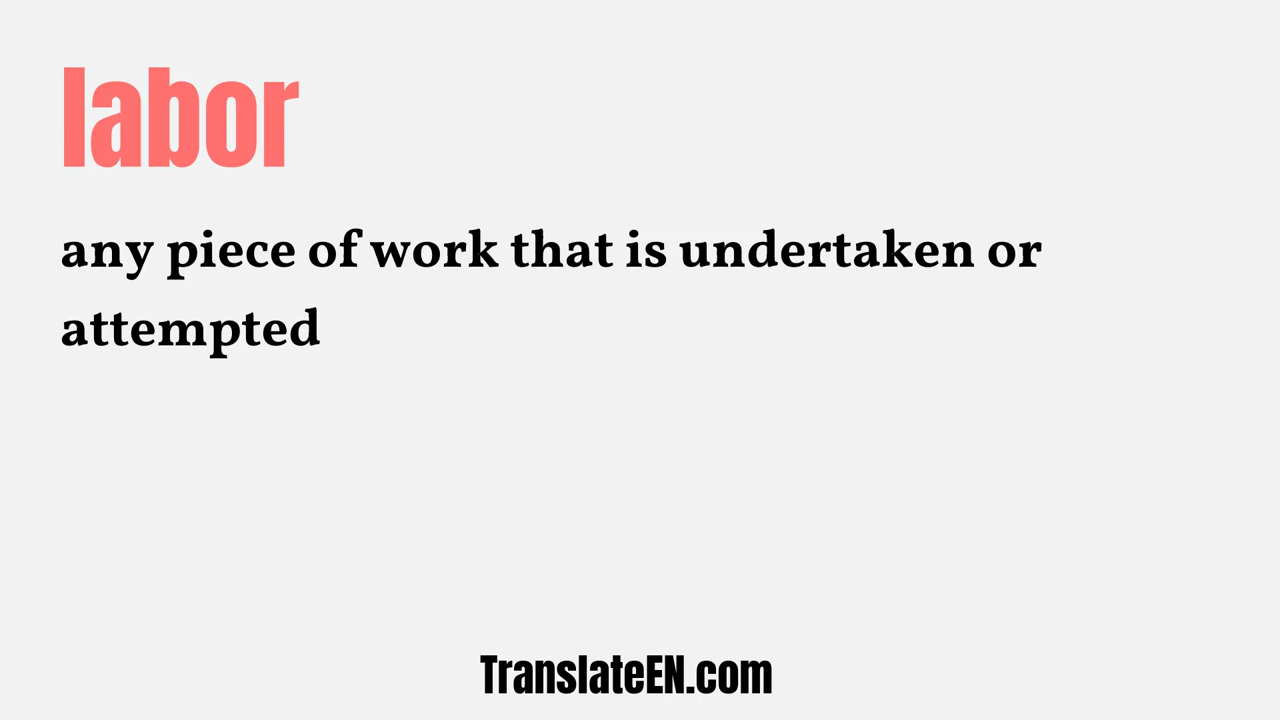 labor
any piece of work that is undertaken or
attempted
TranslateEN.com